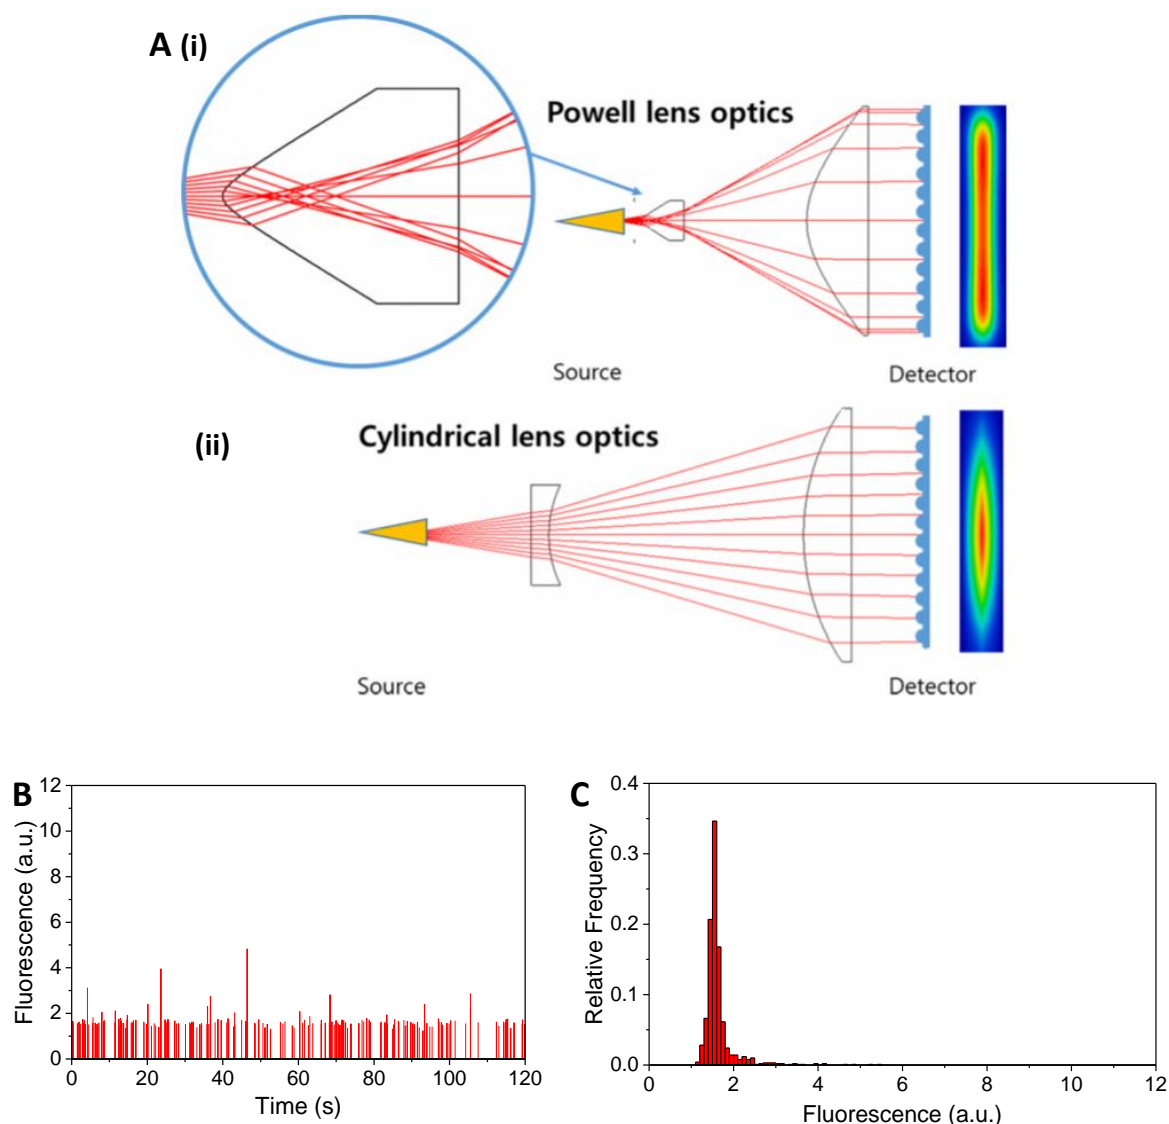 A (i)
Powell lens optics
Source
Detector
(ii)
Cylindrical lens optics
Source
Detector
B
Fluorescence (a.u.)
12
10
8
6
4
2
0
0 20 40 60 80 100 120
Time (s)
C
Relative Frequency
0.4
0.3
0.2
0.1
0.0
0 2 4 6 8 10 12
Fluorescence (a.u.)